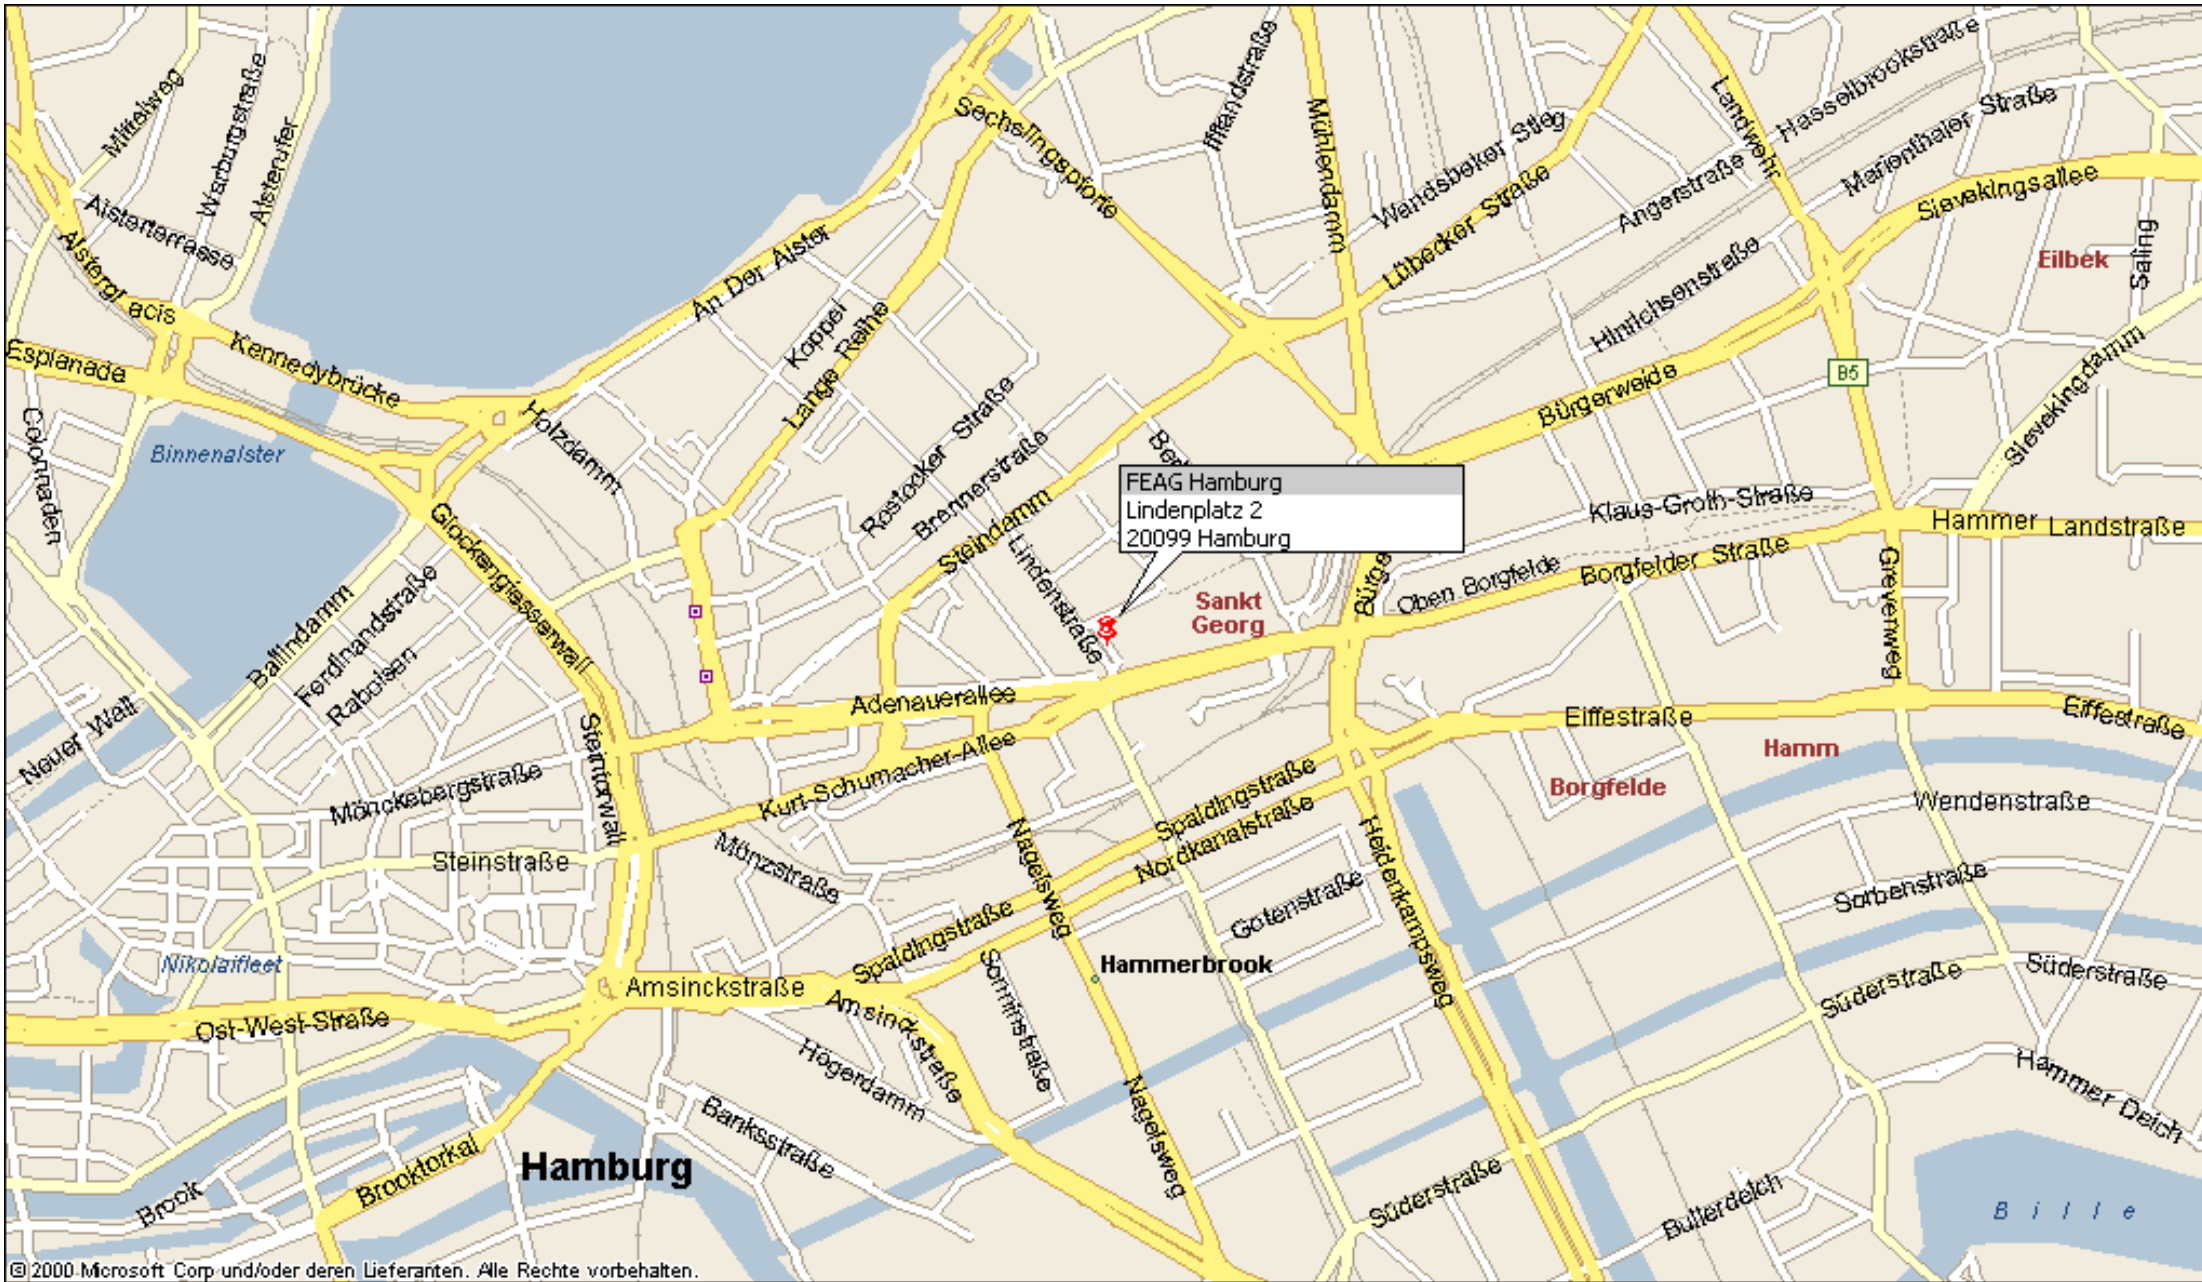 Mittelweg
Warburgstraße
Alsterufer
Alsterterrasse
Alsterglacis
Esplanade
Kennedybrücke
Colonnaden
Binnenalster
An Der Alster
Holzdamm
Koppel
Lange Reihe
Sechslingspforte
Ifflandstraße
Mühlendamm
Wandsbeker Stieg
Lübecker Straße
Angerstraße
Landwehr
Hasselbrookstraße
Marienthaler Straße
Sievekingsallee
Eilbek
Saling
Hinrichsenstraße
Sievekingdamm
B5
Bürgerweide
Rostocker Straße
Brennerstraße
Steindamm
Lindenstraße
FEAG Hamburg
Lindenplatz 2
20099 Hamburg
Klaus-Groth-Straße
Hammer Landstraße
Oben Borgfelde
Borgfelder Straße
Grevenweg
Sankt
Georg
Glockengiesserwall
Ballindamm
Ferdinandstraße
Raboisen
Neuer Wall
Steintorwall
Adenauerallee
Kurt-Schumacher-Allee
Eiffestraße
Eiffestraße
Hamm
Borgfelde
Mönckebergstraße
Steinstraße
Münzstraße
Nagelsweg
Spaldingstraße
Nordkanalstraße
Heidenkampsweg
Wendenstraße
Sorbenstraße
Gotenstraße
Nikolaifleet
Spaldingstraße
Hammerbrook
Amsinckstraße
Amsinckstraße
Sonninstraße
Süderstraße
Süderstraße
Ost-West-Straße
Högerdamm
Banksstraße
Nagelsweg
Hammer Deich
Hamburg
Brooktorkai
Brook
Süderstraße
Bullerdeich
Bille
© 2000 Microsoft Corp und/oder deren Lieferanten. Alle Rechte vorbehalten.